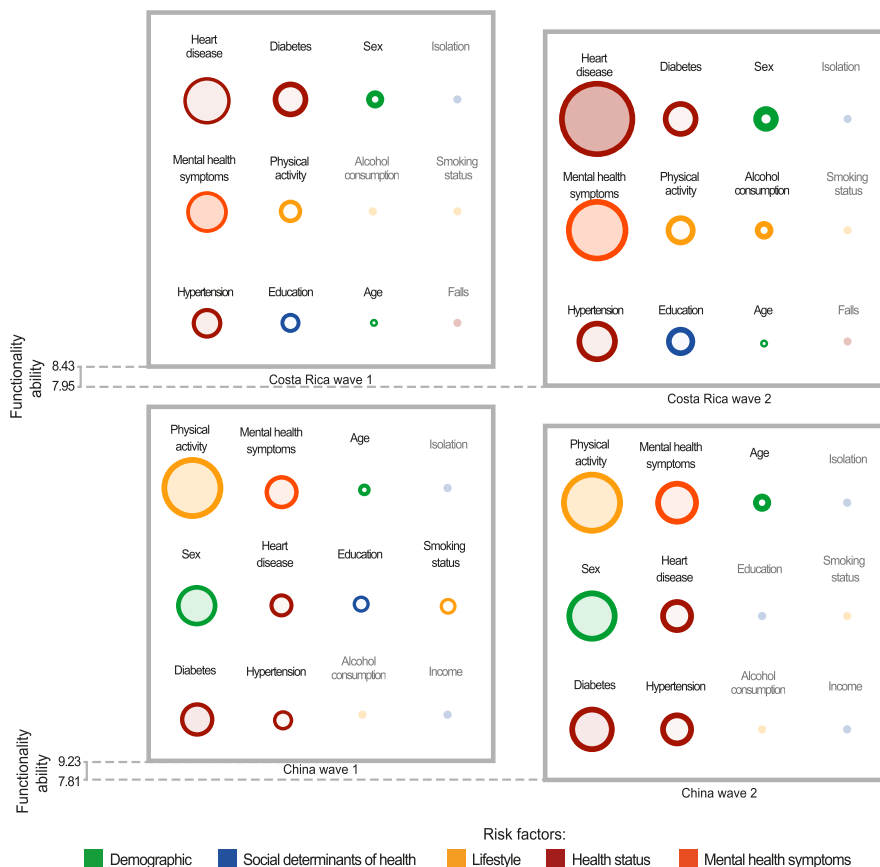 Heart
disease
Diabetes
Sex
Isolation
Mental health
symptoms
Physical
activity
Alcohol
consumption
Smoking
status
Hypertension
Education
Age
Falls
Costa Rica wave 1
Heart
disease
Diabetes
Sex
Isolation
Mental health
symptoms
Physical
activity
Alcohol
consumption
Smoking
status
Hypertension
Education
Age
Falls
Costa Rica wave 2
Functionality
ability
8.43
7.95
Physical
activity
Mental health
symptoms
Age
Isolation
Sex
Heart
disease
Education
Smoking
status
Diabetes
Hypertension
Alcohol
consumption
Income
China wave 1
Physical
activity
Mental health
symptoms
Age
Isolation
Sex
Heart
disease
Education
Smoking
status
Diabetes
Hypertension
Alcohol
consumption
Income
China wave 2
Functionality
ability
9.23
7.81
Risk factors:
Demographic
Social determinants of health
Lifestyle
Health status
Mental health symptoms